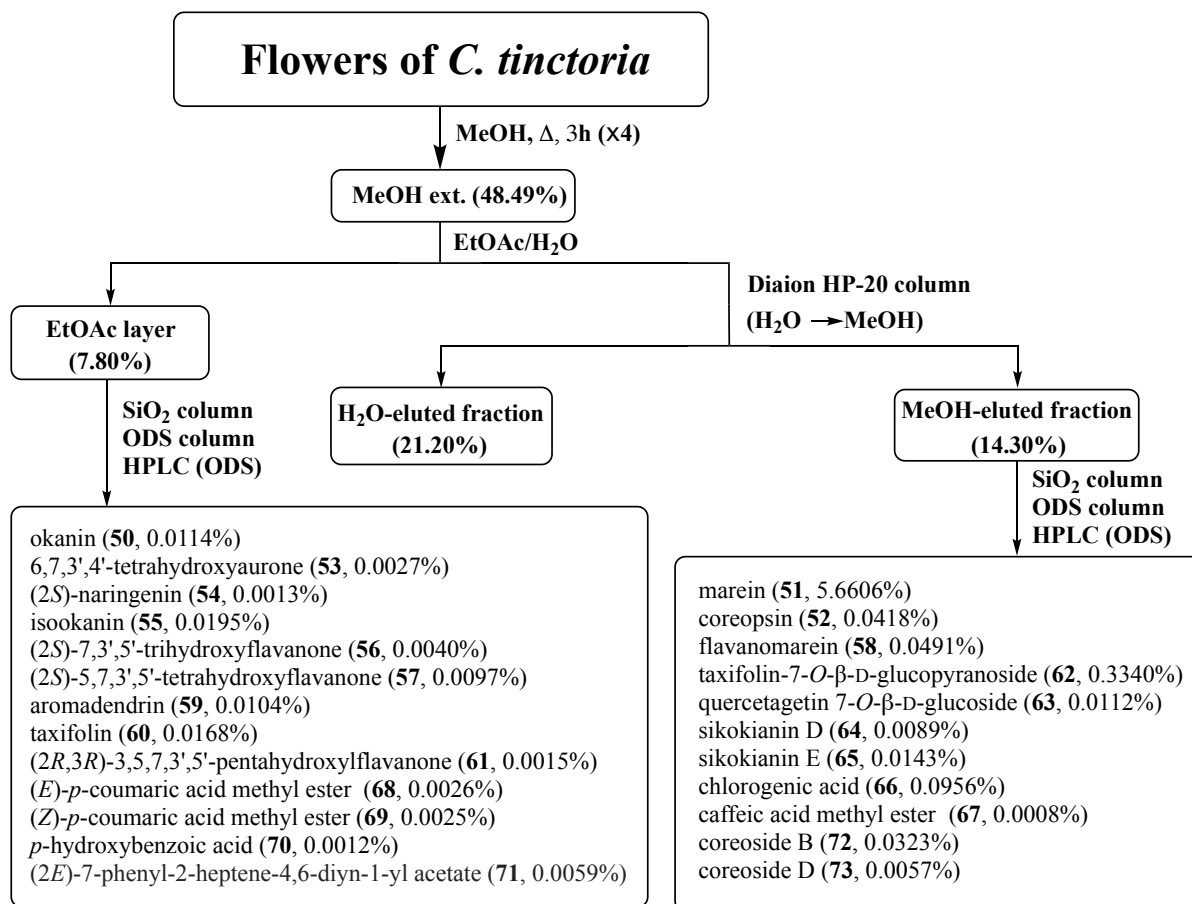 Flowers of C. tinctoria
MeOH, Δ, 3h (×4)
MeOH ext. (48.49%)
EtOAc/H₂O
Diaion HP-20 column
(H₂O → MeOH)
EtOAc layer
(7.80%)
H₂O-eluted fraction
(21.20%)
MeOH-eluted fraction
(14.30%)
SiO₂ column
ODS column
HPLC (ODS)
SiO₂ column
ODS column
HPLC (ODS)
okanin (50, 0.0114%)
6,7,3',4'-tetrahydroxyaurone (53, 0.0027%)
(2S)-naringenin (54, 0.0013%)
isookanin (55, 0.0195%)
(2S)-7,3',5'-trihydroxyflavanone (56, 0.0040%)
(2S)-5,7,3',5'-tetrahydroxyflavanone (57, 0.0097%)
aromadendrin (59, 0.0104%)
taxifolin (60, 0.0168%)
(2R,3R)-3,5,7,3',5'-pentahydroxylflavanone (61, 0.0015%)
(E)-p-coumaric acid methyl ester (68, 0.0026%)
(Z)-p-coumaric acid methyl ester (69, 0.0025%)
p-hydroxybenzoic acid (70, 0.0012%)
(2E)-7-phenyl-2-heptene-4,6-diyn-1-yl acetate (71, 0.0059%)
marein (51, 5.6606%)
coreopsin (52, 0.0418%)
flavanomarein (58, 0.0491%)
taxifolin-7-O-β-D-glucopyranoside (62, 0.3340%)
quercetagetin 7-O-β-D-glucoside (63, 0.0112%)
sikokianin D (64, 0.0089%)
sikokianin E (65, 0.0143%)
chlorogenic acid (66, 0.0956%)
caffeic acid methyl ester (67, 0.0008%)
coreoside B (72, 0.0323%)
coreoside D (73, 0.0057%)